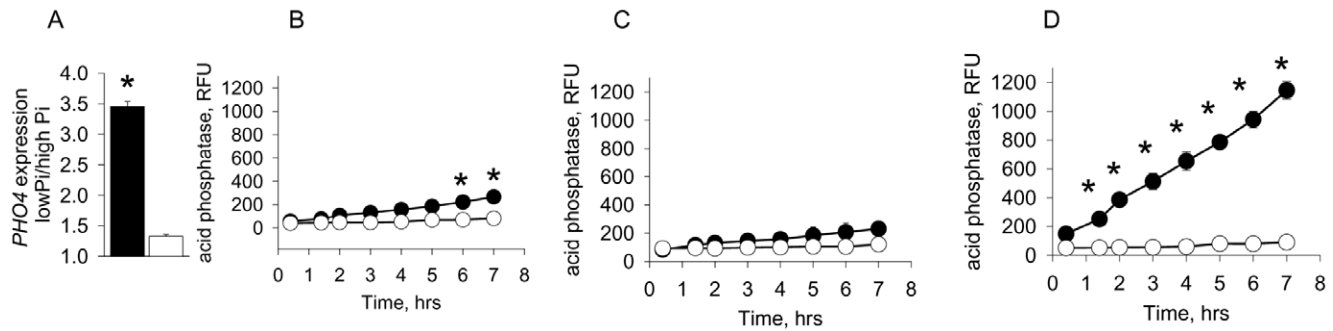 A
PHO4 expression
lowPi/high Pi
4.0
3.5
3.0
2.5
2.0
1.5
1.0
*
B
acid phosphatase, RFU
1200
1000
800
600
400
200
0
* *
0 1 2 3 4 5 6 7 8
Time, hrs
C
acid phosphatase, RFU
1200
1000
800
600
400
200
0
0 1 2 3 4 5 6 7 8
Time, hrs
D
acid phosphatase, RFU
1200
1000
800
600
400
200
0
* * * * * * *
0 1 2 3 4 5 6 7 8
Time, hrs